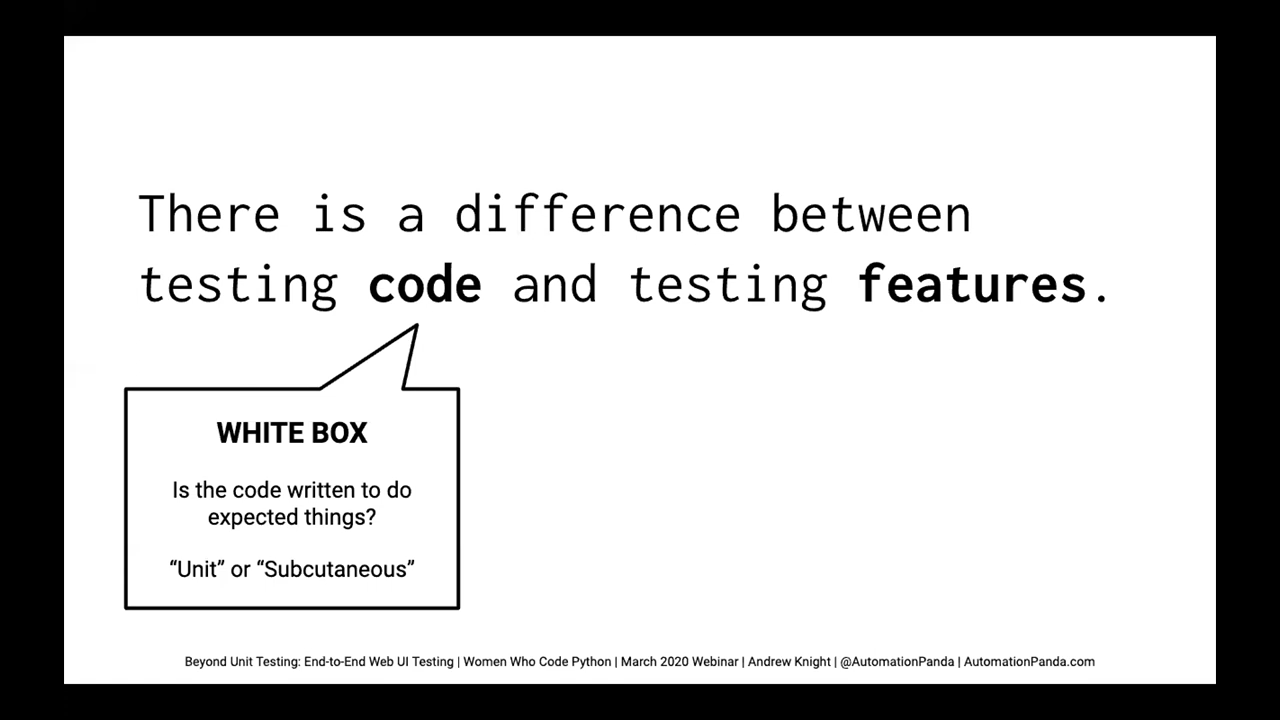 There is a difference between
testing code and testing features.
WHITE BOX
Is the code written to do
expected things?
“Unit” or “Subcutaneous”
Beyond Unit Testing: End-to-End Web UI Testing | Women Who Code Python | March 2020 Webinar | Andrew Knight | @AutomationPanda | AutomationPanda.com